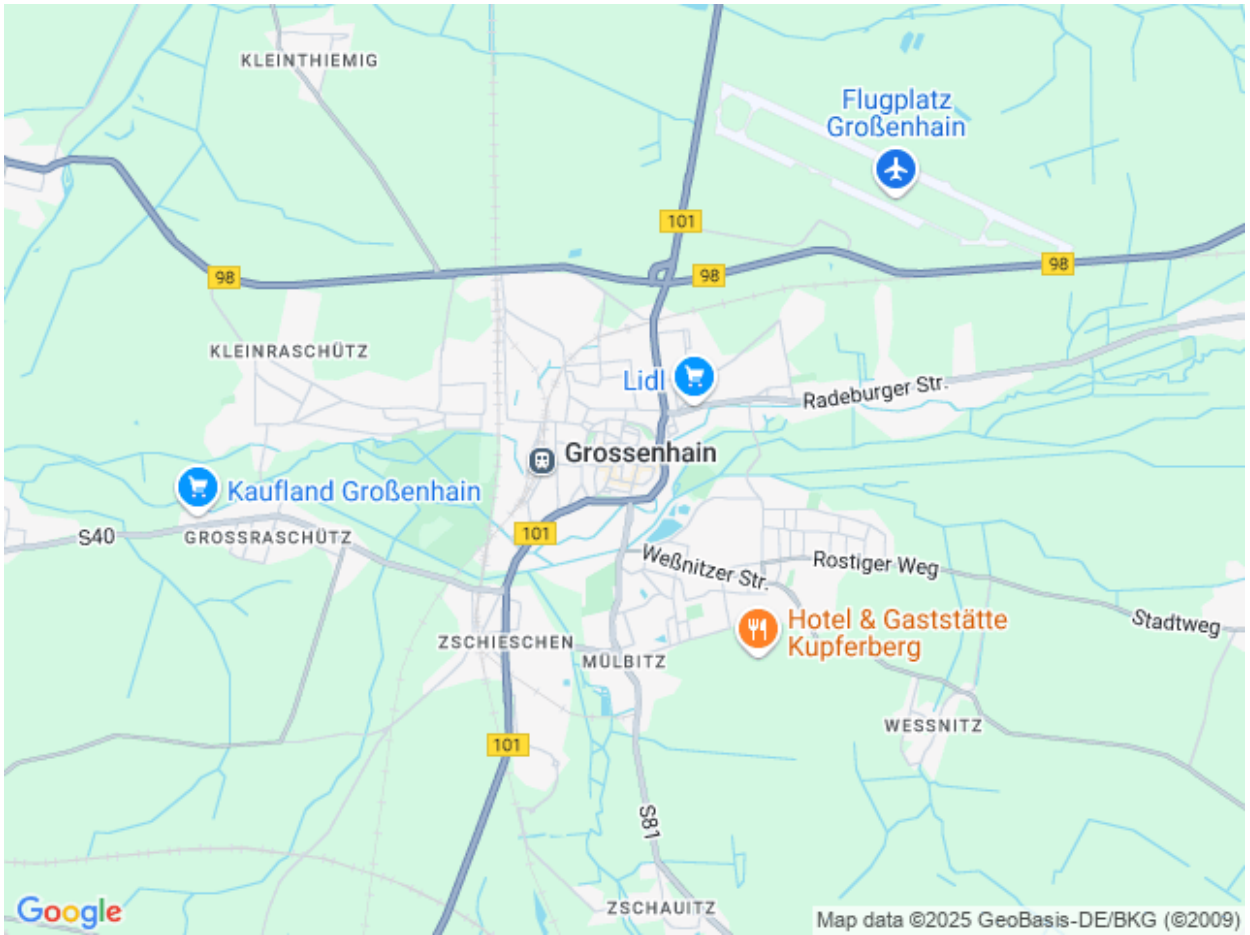 KLEINTHIEMIG
Flugplatz
Großenhain
101
98
98
98
KLEINRASCHÜTZ
Lidl
Radeburger Str.
Grossenhain
Kaufland Großenhain
S40
GROSSRASCHÜTZ
101
Weßnitzer Str.
Rostiger Weg
Hotel & Gaststätte
Kupferberg
Stadtweg
ZSCHIESCHEN
MÜLBITZ
WESSNITZ
101
S81
ZSCHAUITZ
Google
Map data ©2025 GeoBasis-DE/BKG (©2009)